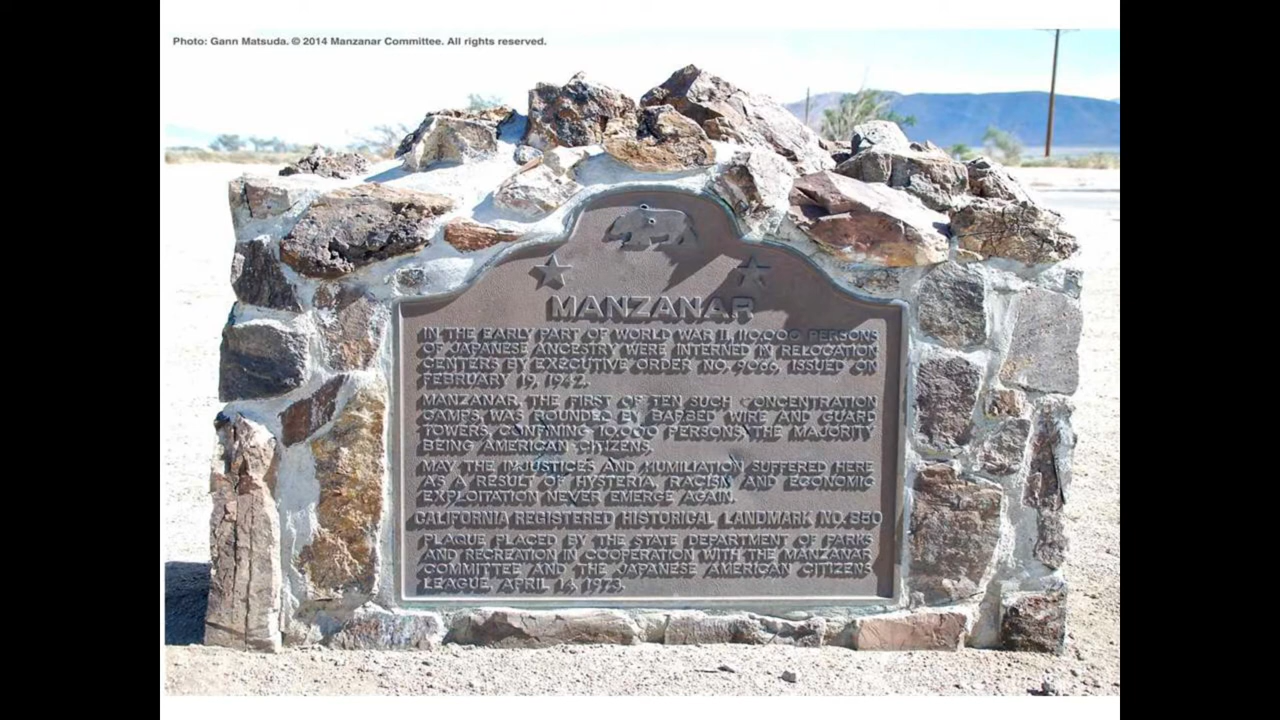 Photo: Gann Matsuda. © 2014 Manzanar Committee. All rights reserved.
MANZANAR
IN THE EARLY PART OF WORLD WAR II, 110,000 PERSONS
OF JAPANESE ANCESTRY WERE INTERNED IN RELOCATION
CENTERS BY EXECUTIVE ORDER NO. 9066, ISSUED ON
FEBRUARY 19, 1942.
MANZANAR, THE FIRST OF TEN SUCH CONCENTRATION
CAMPS, WAS BOUNDED BY BARBED WIRE AND GUARD
TOWERS, CONFINING 10,000 PERSONS, THE MAJORITY
BEING AMERICAN CITIZENS.
MAY THE INJUSTICES AND HUMILIATION SUFFERED HERE
AS A RESULT OF HYSTERIA, RACISM AND ECONOMIC
EXPLOITATION NEVER EMERGE AGAIN.
CALIFORNIA REGISTERED HISTORICAL LANDMARK NO. 850
PLAQUE PLACED BY THE STATE DEPARTMENT OF PARKS
AND RECREATION IN COOPERATION WITH THE MANZANAR
COMMITTEE AND THE JAPANESE AMERICAN CITIZENS
LEAGUE, APRIL 14, 1973.